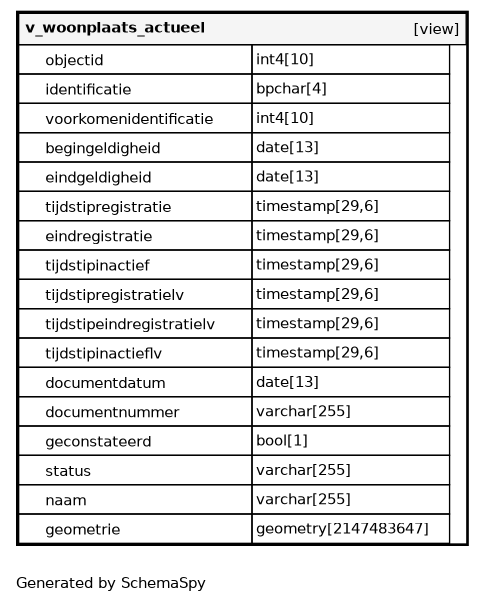 v_woonplaats_actueel [view]
objectid int4[10]
identificatie bpchar[4]
voorkomenidentificatie int4[10]
begingeldigheid date[13]
eindgeldigheid date[13]
tijdstipregistratie timestamp[29,6]
eindregistratie timestamp[29,6]
tijdstipinactief timestamp[29,6]
tijdstipregistratielv timestamp[29,6]
tijdstipeindregistratielv timestamp[29,6]
tijdstipinactieflv timestamp[29,6]
documentdatum date[13]
documentnummer varchar[255]
geconstateerd bool[1]
status varchar[255]
naam varchar[255]
geometrie geometry[2147483647]
Generated by SchemaSpy